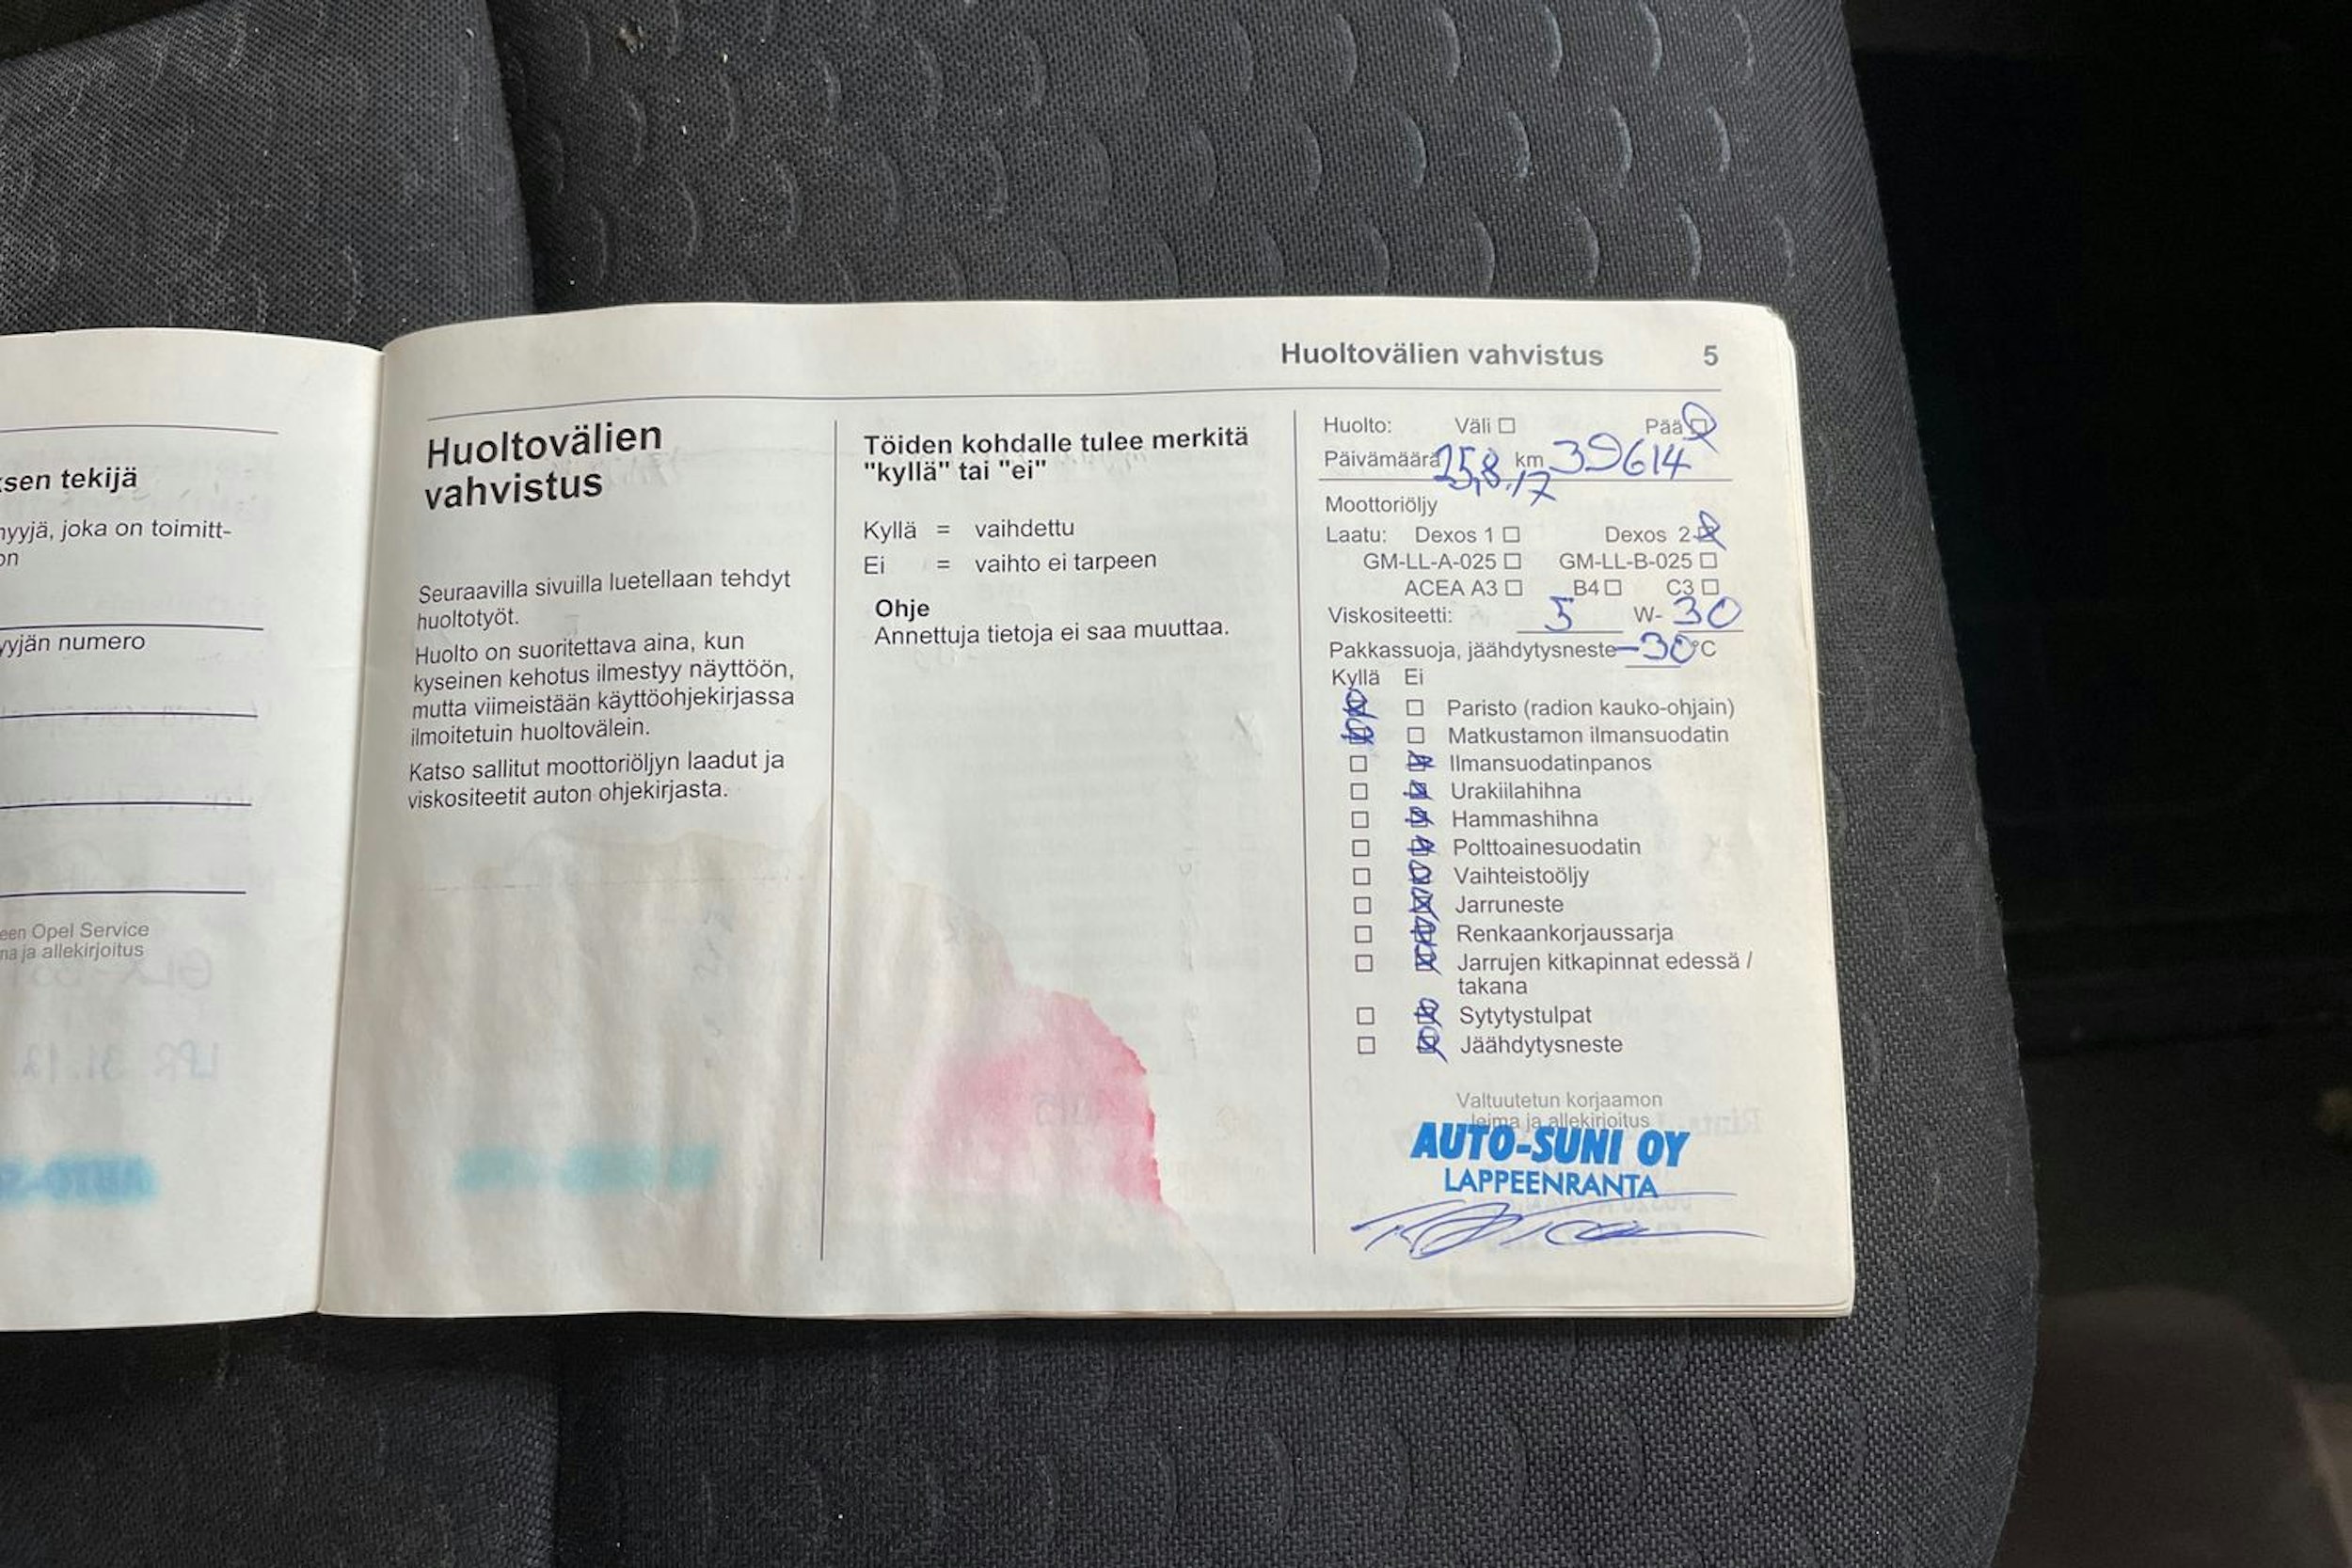 sen tekijä
yyjä, joka on toimitt-
on
yyjän numero
een Opel Service
na ja allekirjoitus
Huoltovälien vahvistus 5
Huoltovälien
vahvistus
Seuraavilla sivuilla luetellaan tehdyt
huoltotyöt.
Huolto on suoritettava aina, kun
kyseinen kehotus ilmestyy näyttöön,
mutta viimeistään käyttöohjekirjassa
ilmoitetuin huoltovälein.
Katso sallitut moottoriöljyn laadut ja
viskositeetit auton ohjekirjasta.
Töiden kohdalle tulee merkitä
"kyllä" tai "ei"
Kyllä = vaihdettu
Ei = vaihto ei tarpeen
Ohje
Annettuja tietoja ei saa muuttaa.
Huolto: Väli Pää
Päivämäärä 25.8.17 km 39614
Moottoriöljy
Laatu: Dexos 1 Dexos 2
GM-LL-A-025 GM-LL-B-025
ACEA A3 B4 C3
Viskositeetti: 5 W- 30
Pakkassuoja, jäähdytysneste -30 °C
Kyllä Ei
Paristo (radion kauko-ohjain)
Matkustamon ilmansuodatin
Ilmansuodatinpanos
Urakiilahihna
Hammashihna
Polttoainesuodatin
Vaihteistoöljy
Jarruneste
Renkaankorjaussarja
Jarrujen kitkapinnat edessä /
takana
Sytytystulpat
Jäähdytysneste
Valtuutetun korjaamon
leima ja allekirjoitus
AUTO-SUNI OY
LAPPEENRANTA